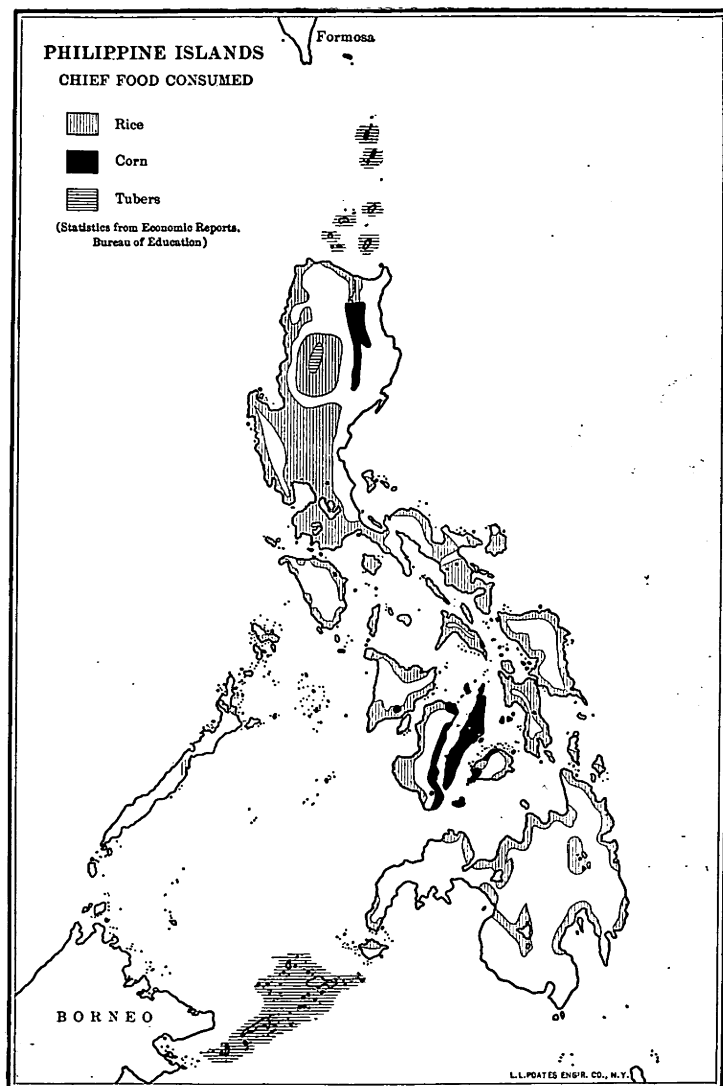 Formosa
PHILIPPINE ISLANDS
CHIEF FOOD CONSUMED
Rice
Corn
Tubers
(Statistics from Economic Reports,
Bureau of Education)
BORNEO
L.L.POATES ENG'R. CO., N.Y.